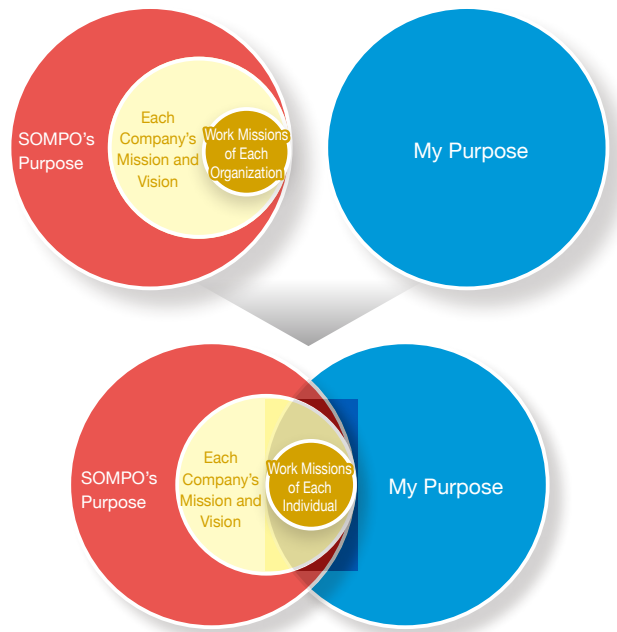 SOMPO's
Purpose
Each
Company's
Mission and
Vision
Work Missions
of Each
Organization
My Purpose
SOMPO's
Purpose
Each
Company's
Mission and
Vision
Work Missions
of Each
Individual
My Purpose